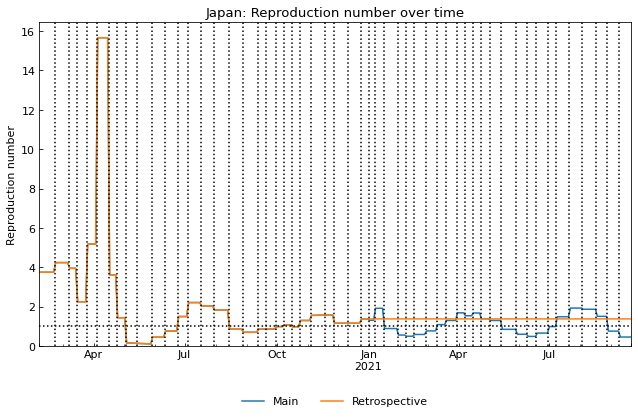 Japan: Reproduction number over time
Reproduction number
16
14
12
10
8
6
4
2
0
Apr
Jul
Oct
Jan
2021
Apr
Jul
Main
Retrospective